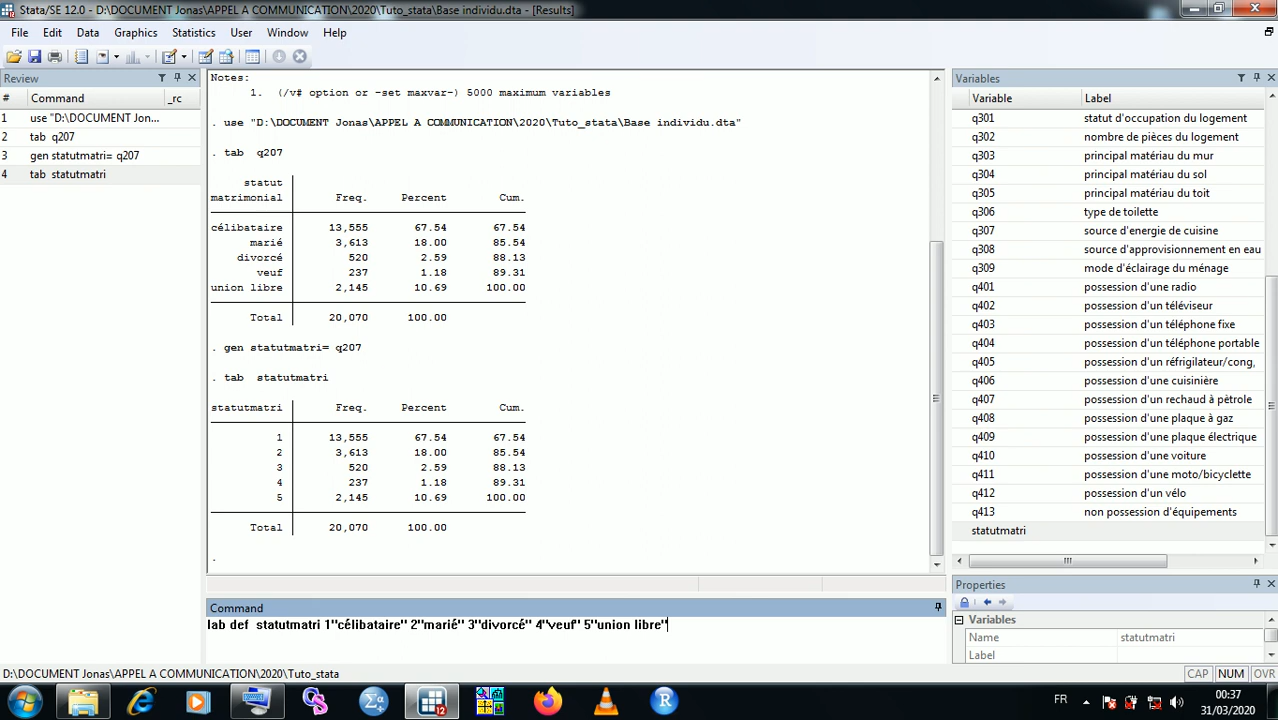 Stata/SE 12.0 - D:\DOCUMENT Jonas\APPEL A COMMUNICATION\2020\Tuto_stata\Base individu.dta - [Results]
File Edit Data Graphics Statistics User Window Help
Review
# Command _rc
1 use "D:\DOCUMENT Jon...
2 tab q207
3 gen statutmatri= q207
4 tab statutmatri
Notes:
1. (/v# option or -set maxvar-) 5000 maximum variables
. use "D:\DOCUMENT Jonas\APPEL A COMMUNICATION\2020\Tuto_stata\Base individu.dta"
. tab q207
statut
matrimonial Freq. Percent Cum.
célibataire 13,555 67.54 67.54
marié 3,613 18.00 85.54
divorcé 520 2.59 88.13
veuf 237 1.18 89.31
union libre 2,145 10.69 100.00
Total 20,070 100.00
. gen statutmatri= q207
. tab statutmatri
statutmatri Freq. Percent Cum.
1 13,555 67.54 67.54
2 3,613 18.00 85.54
3 520 2.59 88.13
4 237 1.18 89.31
5 2,145 10.69 100.00
Total 20,070 100.00
.
Command
lab def statutmatri 1"célibataire" 2"marié" 3"divorcé" 4"veuf" 5"union libre"
Variables
Variable Label
q301 statut d'occupation du logement
q302 nombre de pièces du logement
q303 principal matériau du mur
q304 principal matériau du sol
q305 principal matériau du toit
q306 type de toilette
q307 source d'energie de cuisine
q308 source d'approvisionnement en eau
q309 mode d'éclairage du ménage
q401 possession d'une radio
q402 possession d'un téléviseur
q403 possession d'un téléphone fixe
q404 possession d'un téléphone portable
q405 possession d'un réfrigilateur/cong,
q406 possession d'une cuisinière
q407 possession d'un rechaud à pètrole
q408 possession d'une plaque à gaz
q409 possession d'une plaque électrique
q410 possession d'une voiture
q411 possession d'une moto/bicyclette
q412 possession d'un vélo
q413 non possession d'équipements
statutmatri
Properties
Variables
Name statutmatri
Label
D:\DOCUMENT Jonas\APPEL A COMMUNICATION\2020\Tuto_stata
CAP NUM OVR
12
R
FR
00:37
31/03/2020